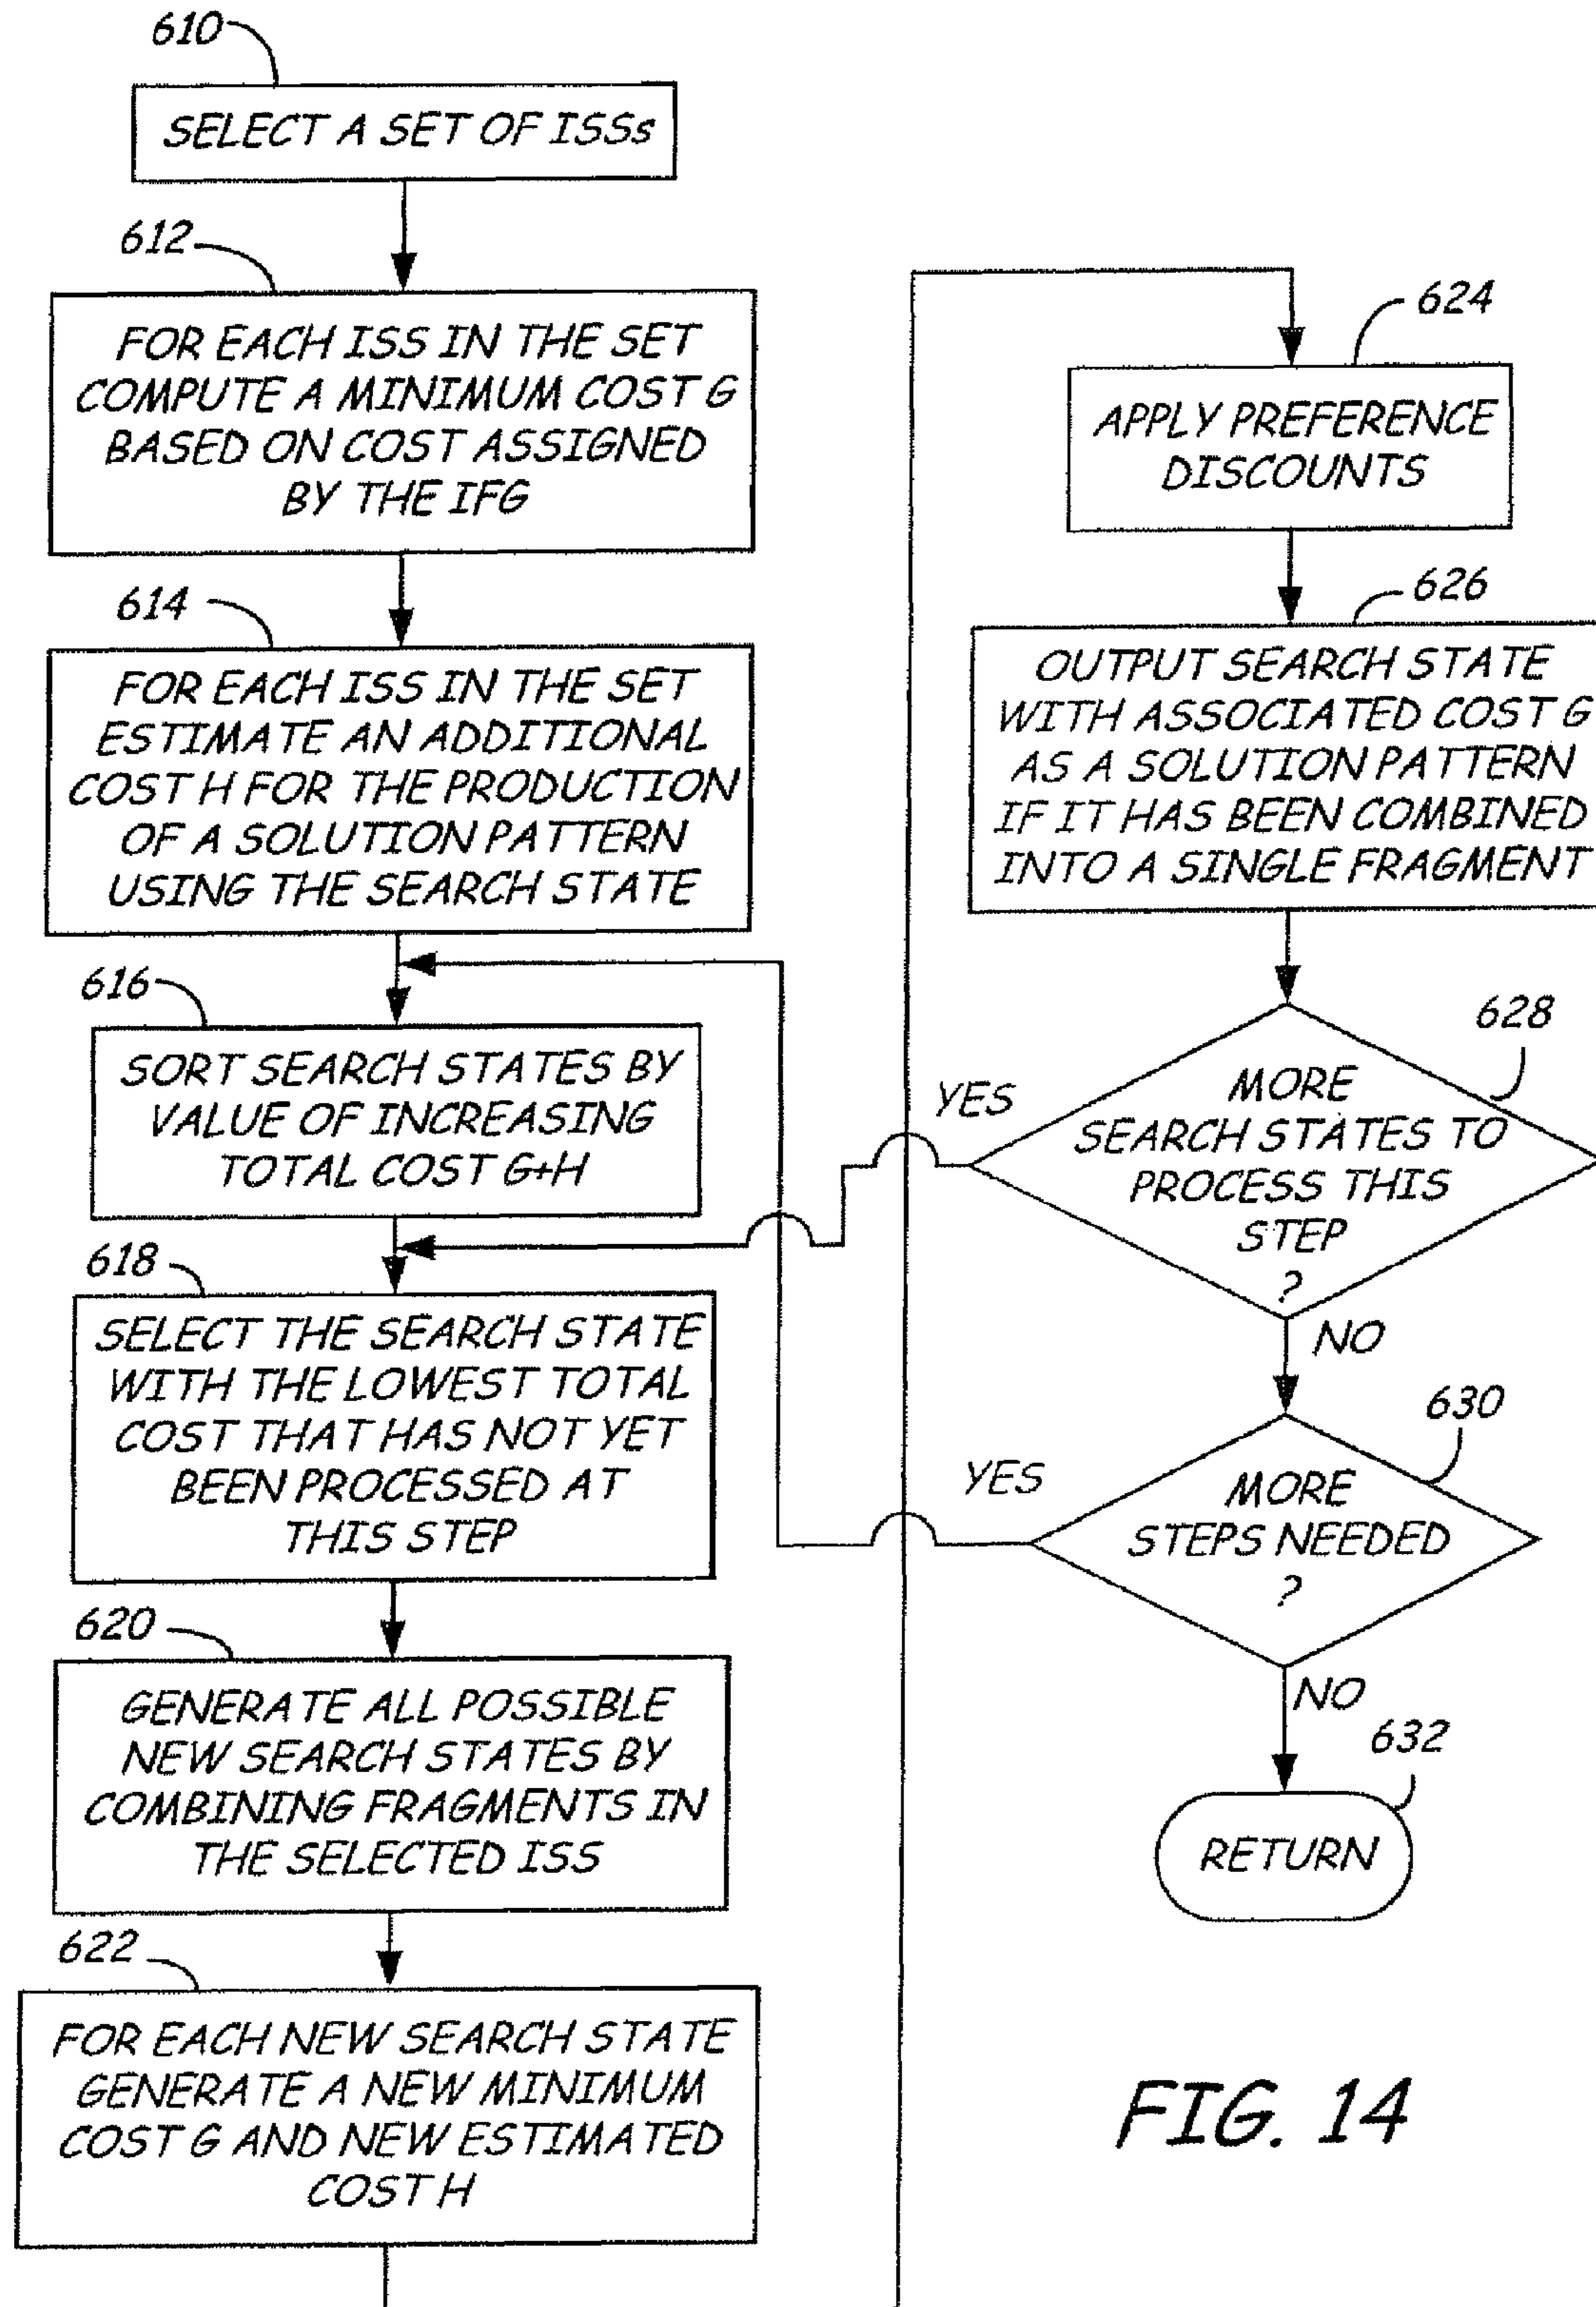 610
SELECT A SET OF ISSs
612
FOR EACH ISS IN THE SET
COMPUTE A MINIMUM COST G
BASED ON COST ASSIGNED
BY THE IFG
614
FOR EACH ISS IN THE SET
ESTIMATE AN ADDITIONAL
COST H FOR THE PRODUCTION
OF A SOLUTION PATTERN
USING THE SEARCH STATE
616
SORT SEARCH STATES BY
VALUE OF INCREASING
TOTAL COST G+H
618
SELECT THE SEARCH STATE
WITH THE LOWEST TOTAL
COST THAT HAS NOT YET
BEEN PROCESSED AT
THIS STEP
620
GENERATE ALL POSSIBLE
NEW SEARCH STATES BY
COMBINING FRAGMENTS IN
THE SELECTED ISS
622
FOR EACH NEW SEARCH STATE
GENERATE A NEW MINIMUM
COST G AND NEW ESTIMATED
COST H
624
APPLY PREFERENCE
DISCOUNTS
626
OUTPUT SEARCH STATE
WITH ASSOCIATED COST G
AS A SOLUTION PATTERN
IF IT HAS BEEN COMBINED
INTO A SINGLE FRAGMENT
628
YES
MORE
SEARCH STATES TO
PROCESS THIS
STEP
?
NO
630
YES
MORE
STEPS NEEDED
?
NO
632
RETURN
FIG. 14